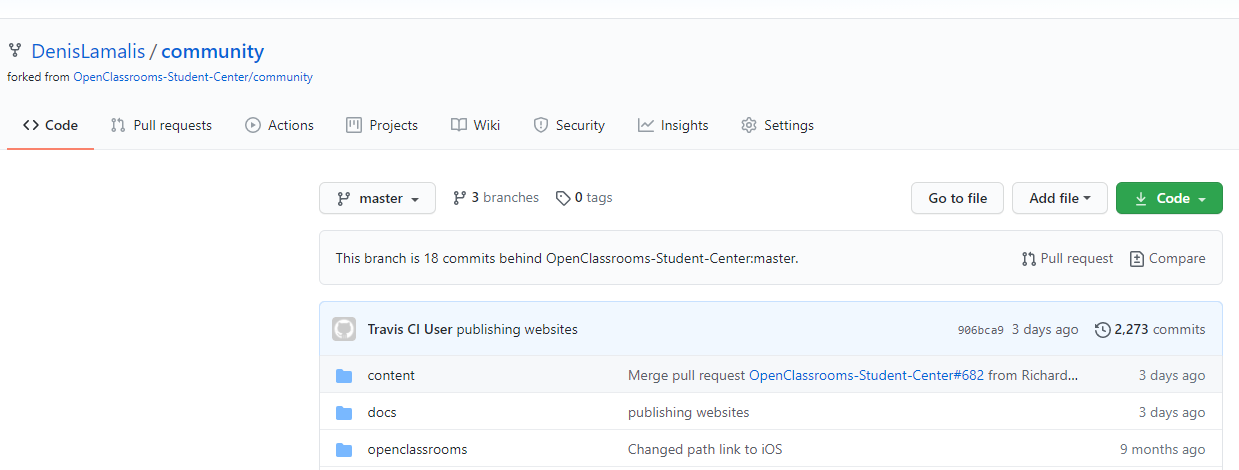 DenisLamalis / community
forked from OpenClassrooms-Student-Center/community
Code Pull requests Actions Projects Wiki Security Insights Settings
master 3 branches 0 tags Go to file Add file Code
This branch is 18 commits behind OpenClassrooms-Student-Center:master. Pull request Compare
Travis CI User publishing websites 906bca9 3 days ago 2,273 commits
content Merge pull request OpenClassrooms-Student-Center#682 from Richard... 3 days ago
docs publishing websites 3 days ago
openclassrooms Changed path link to iOS 9 months ago